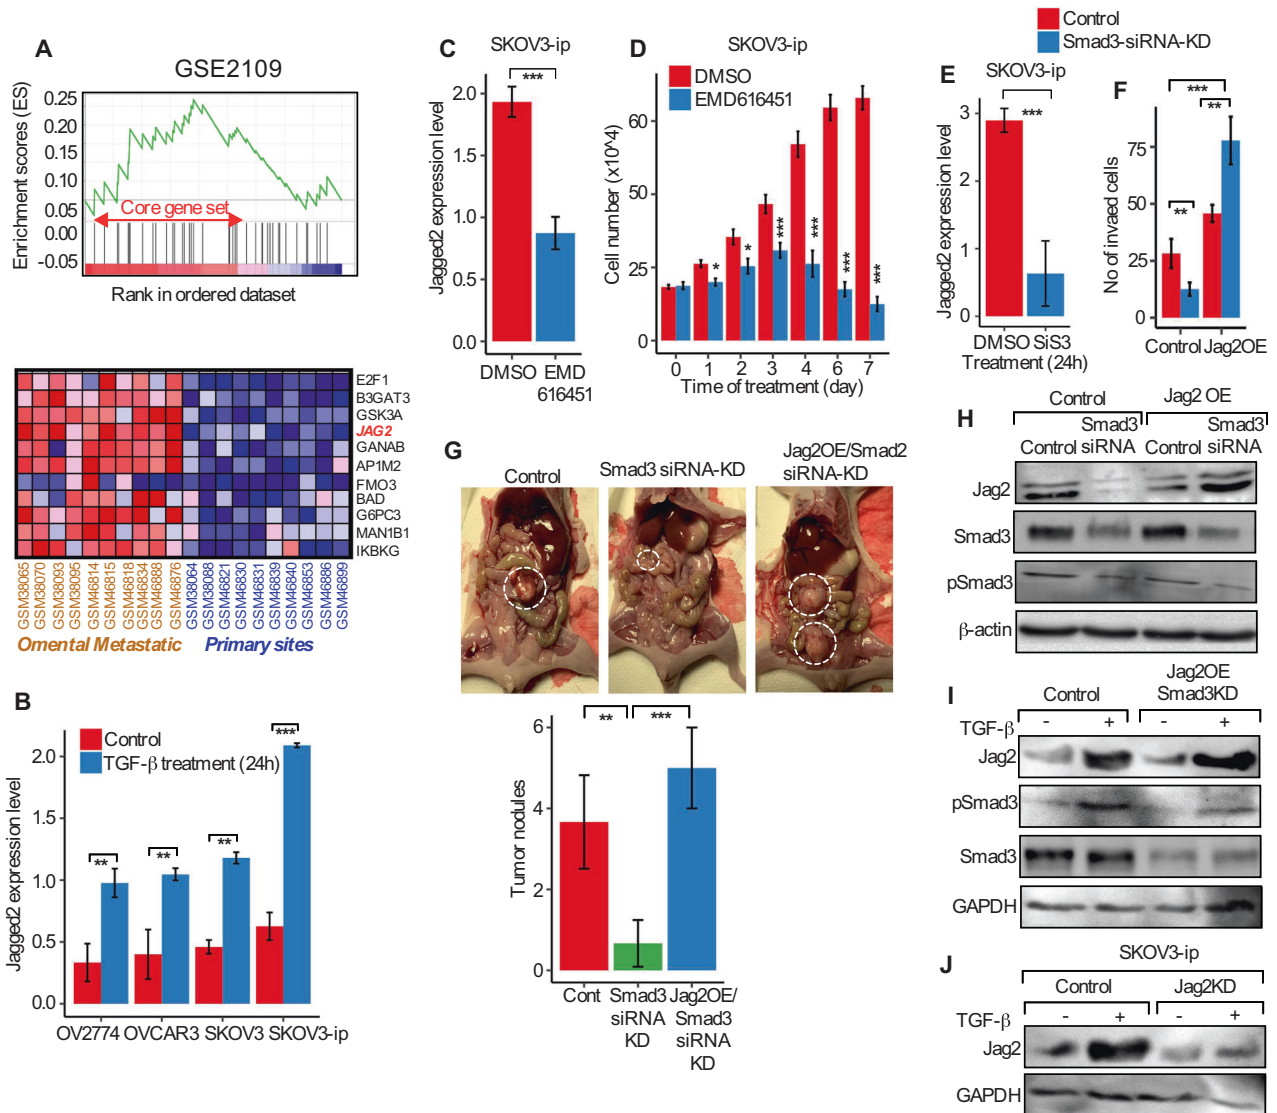 A
GSE2109
Enrichment scores (ES)
0.25
0.20
0.15
0.10
0.05
0.00
-0.05
Core gene set
Rank in ordered dataset
E2F1
B3GAT3
GSK3A
JAG2
GANAB
AP1M2
FMO3
BAD
G6PC3
MAN1B1
IKBKG
GSM38065
GSM38070
GSM38093
GSM38095
GSM46814
GSM46815
GSM46818
GSM46834
GSM46888
GSM46876
GSM38064
GSM38088
GSM46821
GSM46830
GSM46831
GSM46839
GSM46840
GSM46853
GSM46886
GSM46899
Omental Metastatic
Primary sites
B
Control
TGF-β treatment (24h)
Jagged2 expression level
2.0
1.5
1.0
0.5
0.0
**
**
**
***
OV2774 OVCAR3 SKOV3 SKOV3-ip
C
SKOV3-ip
***
Jagged2 expression level
2.0
1.5
1.0
0.5
0.0
DMSO EMD
616451
D
SKOV3-ip
DMSO
EMD616451
Cell number (x10^4)
60
50
25
0
*
*
***
***
***
***
0 1 2 3 4 6 7
Time of treatment (day)
Control
Smad3-siRNA-KD
E
SKOV3-ip
***
Jagged2 expression level
3
2
1
0
DMSO SiS3
Treatment (24h)
F
***
**
**
No of invaed cells
75
50
25
0
Control Jag2OE
G
Control
Smad3 siRNA-KD
Jag2OE/Smad2
siRNA-KD
** ***
Tumor nodules
6
4
2
0
Cont
Smad3
siRNA
KD
Jag2OE/
Smad3
siRNA
KD
H
Control
Jag2 OE
Control
Smad3
siRNA
Control
Smad3
siRNA
Jag2
Smad3
pSmad3
β-actin
I
Control
Jag2OE
Smad3KD
TGF-β - + - +
Jag2
pSmad3
Smad3
GAPDH
J
SKOV3-ip
Control
Jag2KD
TGF-β - + - +
Jag2
GAPDH